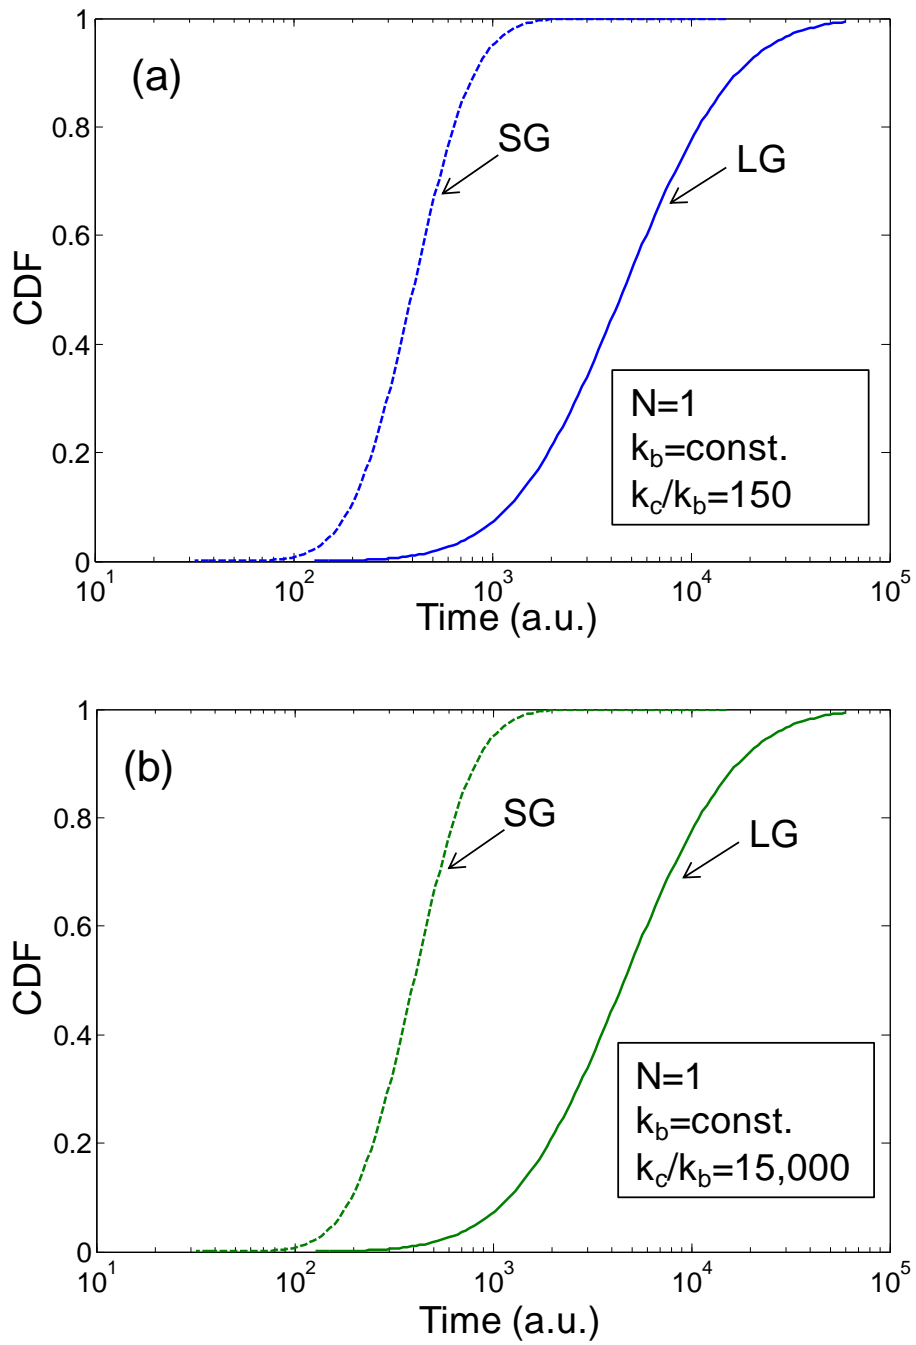 (a)
SG
LG
CDF
1
0.8
0.6
0.4
0.2
0
N=1
k_b=const.
k_c/k_b=150
10^1
10^2
10^3
10^4
10^5
Time (a.u.)
(b)
SG
LG
CDF
1
0.8
0.6
0.4
0.2
0
N=1
k_b=const.
k_c/k_b=15,000
10^1
10^2
10^3
10^4
10^5
Time (a.u.)